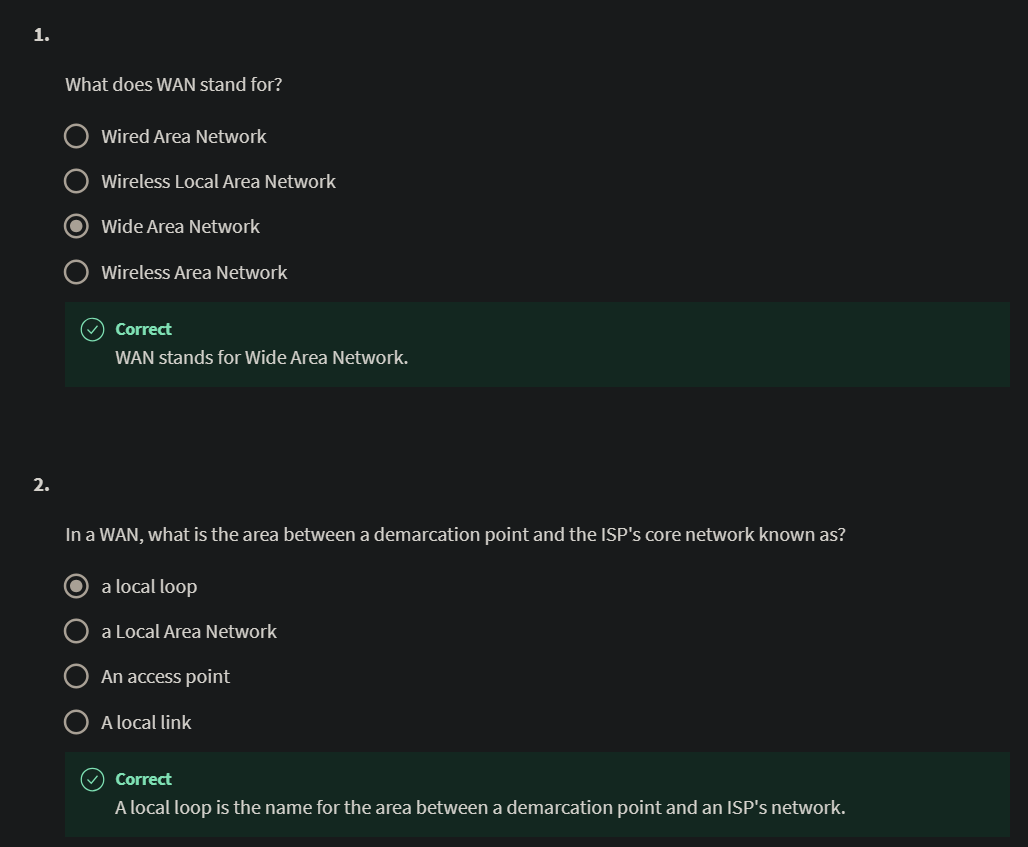 1.
What does WAN stand for?
Wired Area Network
Wireless Local Area Network
Wide Area Network
Wireless Area Network
Correct
WAN stands for Wide Area Network.
2.
In a WAN, what is the area between a demarcation point and the ISP's core network known as?
a local loop
a Local Area Network
An access point
A local link
Correct
A local loop is the name for the area between a demarcation point and an ISP's network.